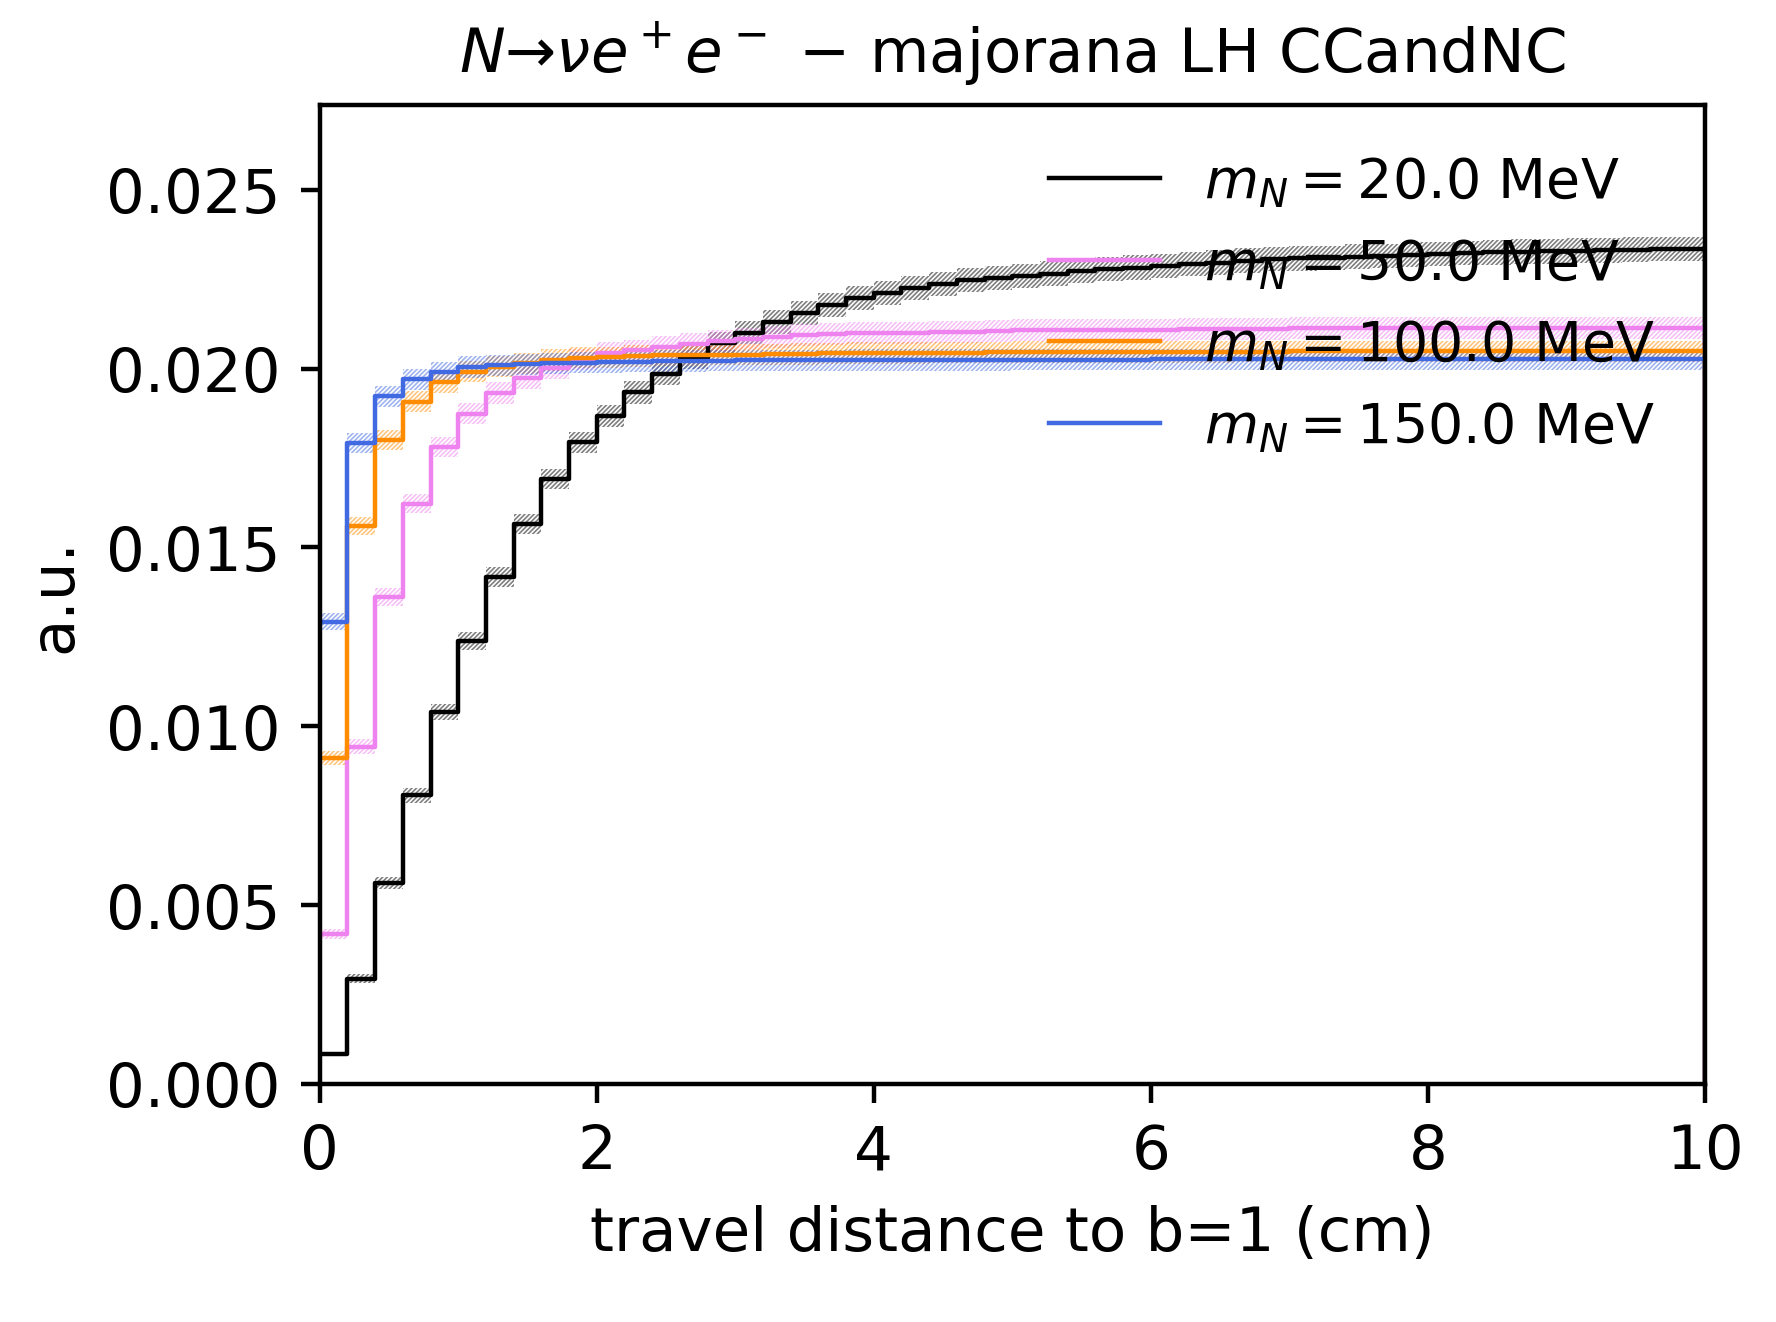 N→νe⁺e⁻ − majorana LH CCandNC
a.u.
0.025
0.020
0.015
0.010
0.005
0.000
m_N = 20.0 MeV
m_N = 50.0 MeV
m_N = 100.0 MeV
m_N = 150.0 MeV
0 2 4 6 8 10
travel distance to b=1 (cm)